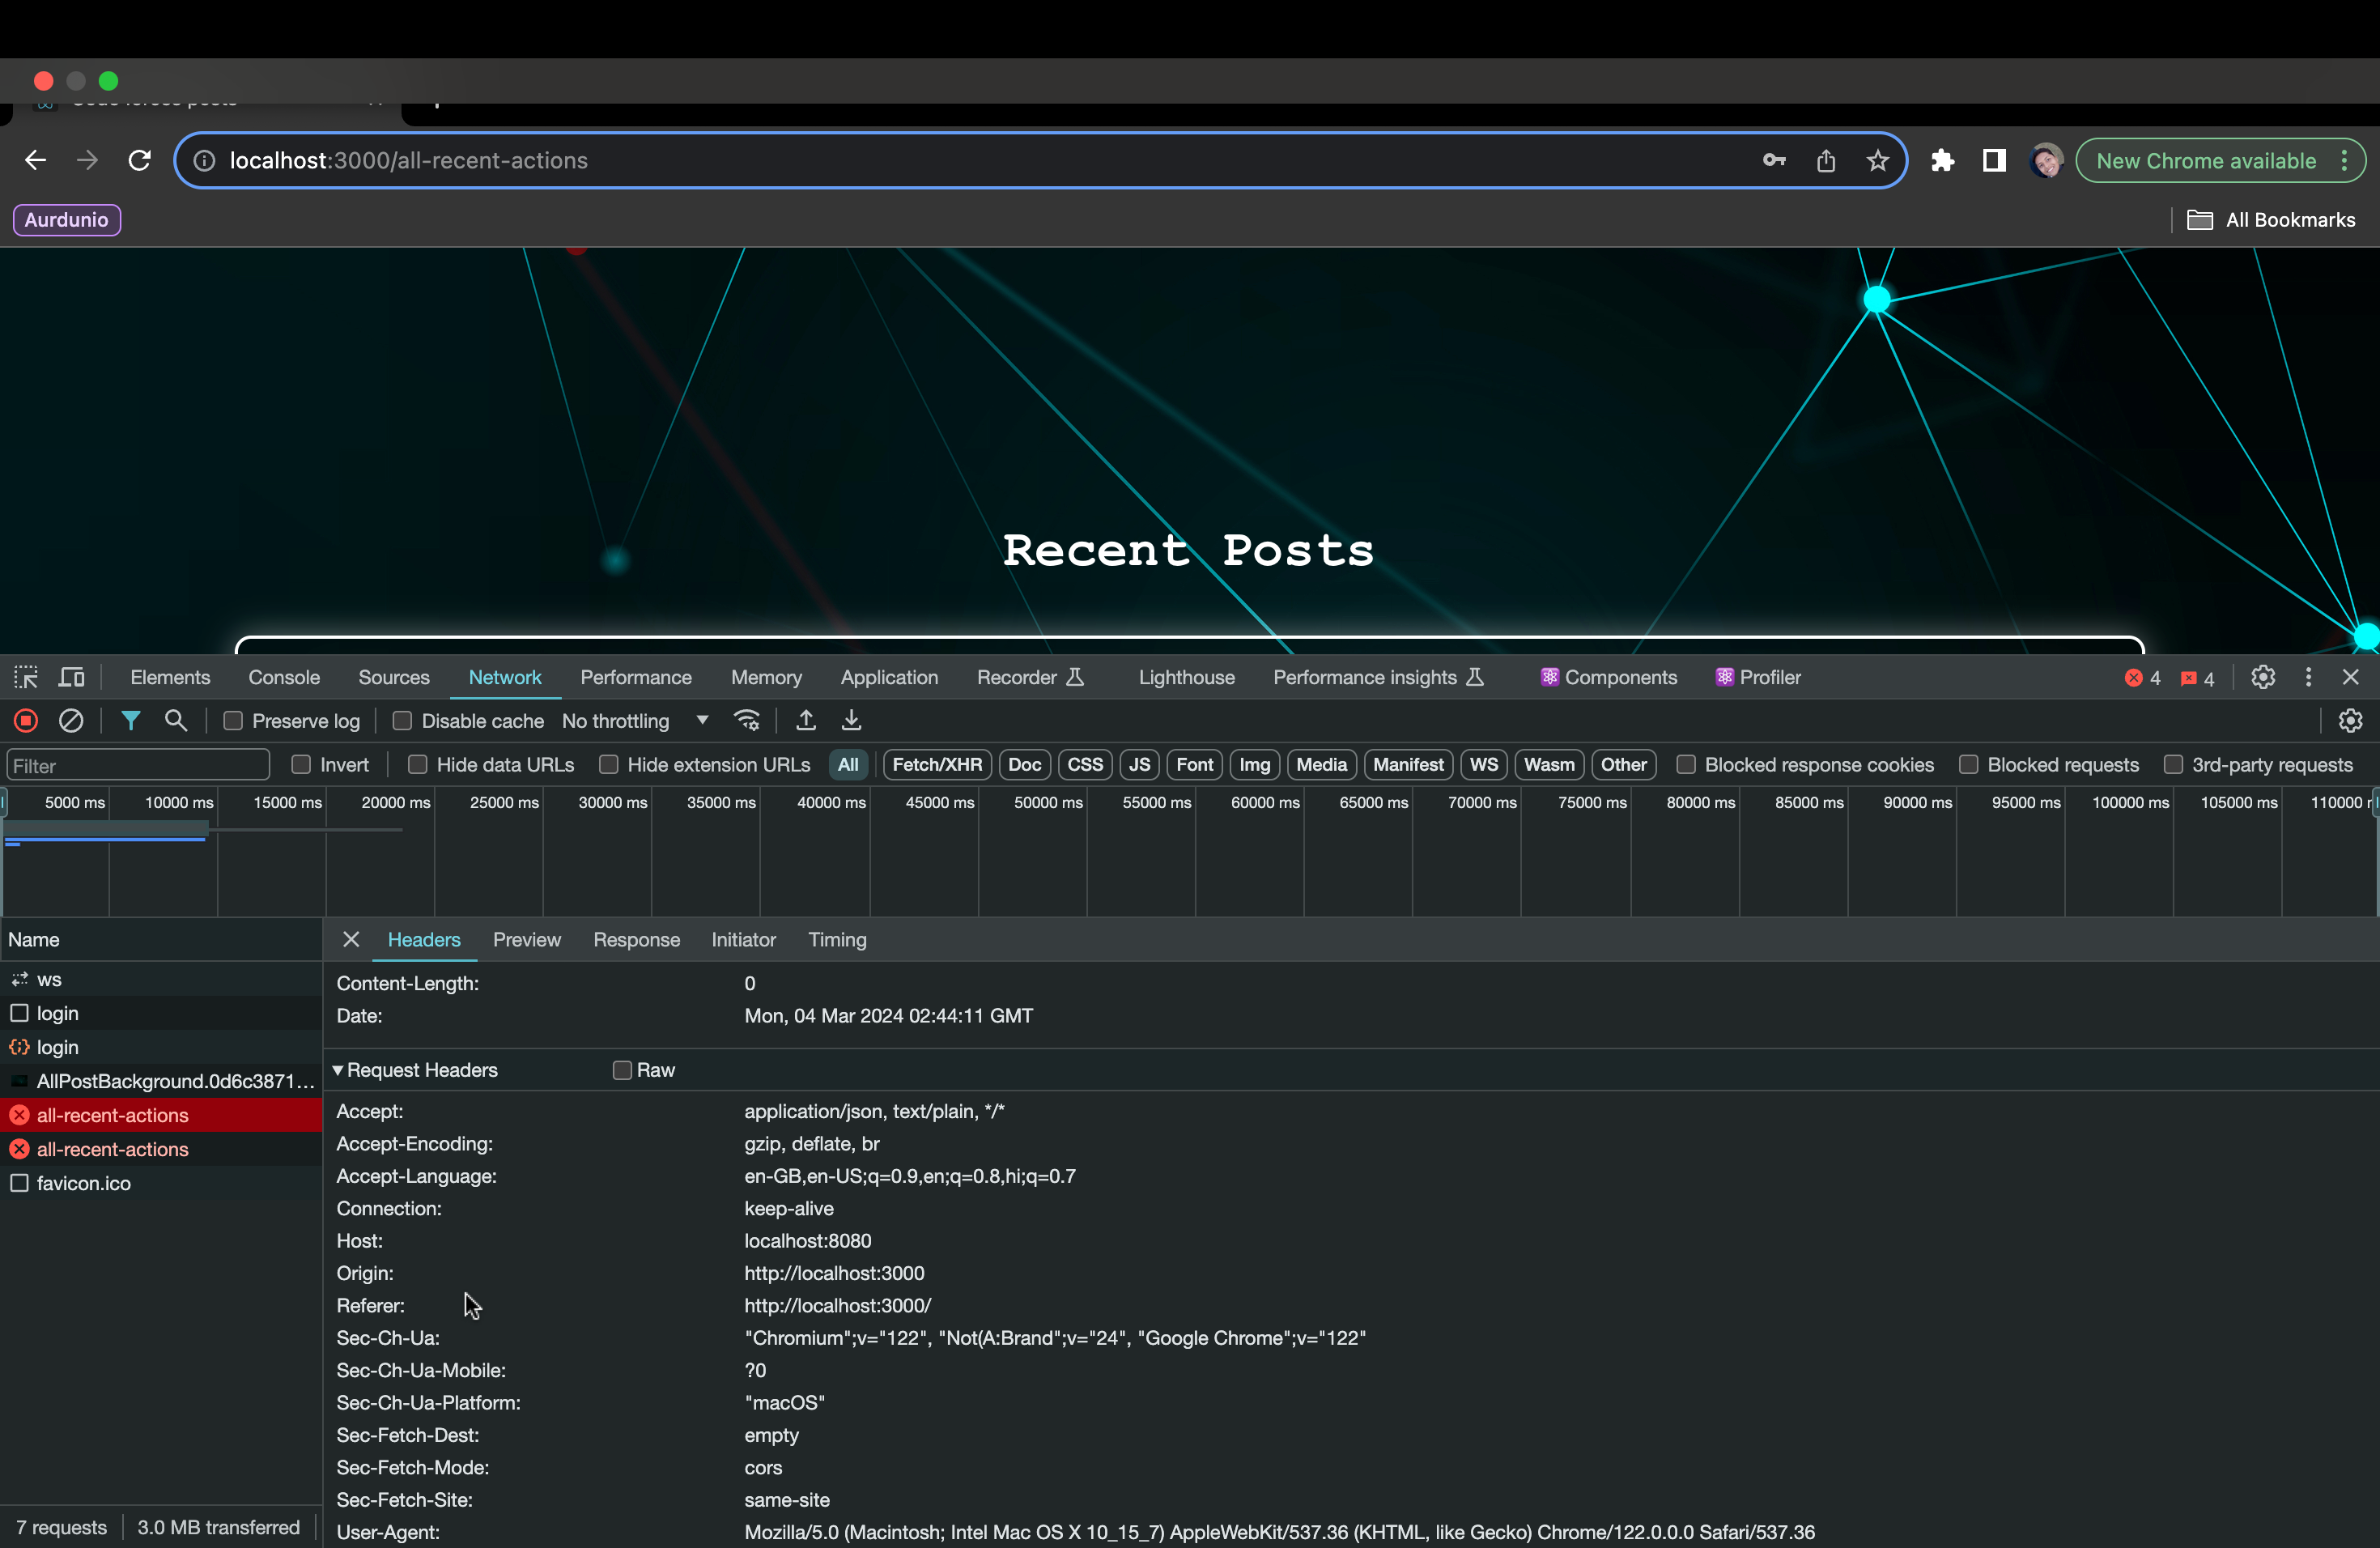 localhost:3000/all-recent-actions
New Chrome available
Aurdunio
All Bookmarks
Recent Posts
Elements Console Sources Network Performance Memory Application Recorder Lighthouse Performance insights Components Profiler 4 4
Preserve log Disable cache No throttling
Filter Invert Hide data URLs Hide extension URLs All Fetch/XHR Doc CSS JS Font Img Media Manifest WS Wasm Other Blocked response cookies Blocked requests 3rd-party requests
5000 ms 10000 ms 15000 ms 20000 ms 25000 ms 30000 ms 35000 ms 40000 ms 45000 ms 50000 ms 55000 ms 60000 ms 65000 ms 70000 ms 75000 ms 80000 ms 85000 ms 90000 ms 95000 ms 100000 ms 105000 ms 110000
Name
ws
login
login
AllPostBackground.0d6c3871...
all-recent-actions
all-recent-actions
favicon.ico
7 requests 3.0 MB transferred
Headers Preview Response Initiator Timing
Content-Length: 0
Date: Mon, 04 Mar 2024 02:44:11 GMT
Request Headers Raw
Accept: application/json, text/plain, */*
Accept-Encoding: gzip, deflate, br
Accept-Language: en-GB,en-US;q=0.9,en;q=0.8,hi;q=0.7
Connection: keep-alive
Host: localhost:8080
Origin: http://localhost:3000
Referer: http://localhost:3000/
Sec-Ch-Ua: "Chromium";v="122", "Not(A:Brand";v="24", "Google Chrome";v="122"
Sec-Ch-Ua-Mobile: ?0
Sec-Ch-Ua-Platform: "macOS"
Sec-Fetch-Dest: empty
Sec-Fetch-Mode: cors
Sec-Fetch-Site: same-site
User-Agent: Mozilla/5.0 (Macintosh; Intel Mac OS X 10_15_7) AppleWebKit/537.36 (KHTML, like Gecko) Chrome/122.0.0.0 Safari/537.36